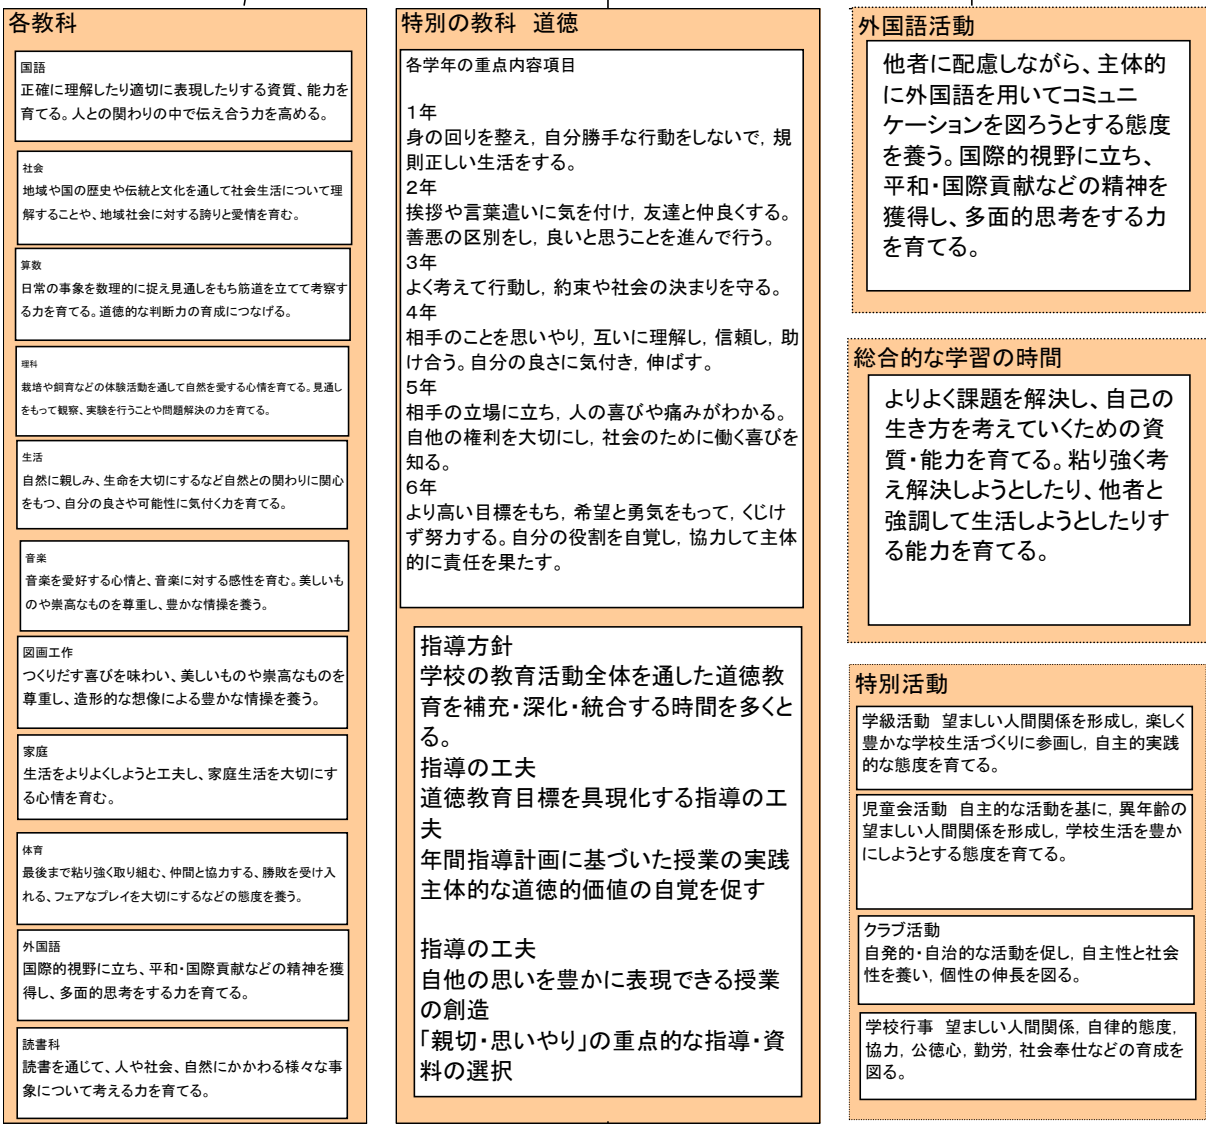 各教科
国語
正確に理解したり適切に表現したりする資質、能力を
育てる。人との関わりの中で伝え合う力を高める。
社会
地域や国の歴史や伝統と文化を通して社会生活について理
解することや、地域社会に対する誇りと愛情を育む。
算数
日常の事象を数理的に捉え見通しをもち筋道を立てて考察す
る力を育てる。道徳的な判断力の育成につなげる。
理科
栽培や飼育などの体験活動を通して自然を愛する心情を育てる。見通し
をもって観察、実験を行うことや問題解決の力を育てる。
生活
自然に親しみ、生命を大切にするなど自然との関わりに関心
をもつ、自分の良さや可能性に気付く力を育てる。
音楽
音楽を愛好する心情と、音楽に対する感性を育む。美しいも
のや崇高なものを尊重し、豊かな情操を養う。
図画工作
つくりだす喜びを味わい、美しいものや崇高なものを
尊重し、造形的な想像による豊かな情操を養う。
家庭
生活をよりよくしようと工夫し、家庭生活を大切にす
る心情を育む。
体育
最後まで粘り強く取り組む、仲間と協力する、勝敗を受け入
れる、フェアなプレイを大切にするなどの態度を養う。
外国語
国際的視野に立ち、平和・国際貢献などの精神を獲
得し、多面的思考をする力を育てる。
読書科
読書を通じて、人や社会、自然にかかわる様々な事
象について考える力を育てる。
特別の教科　道徳
各学年の重点内容項目
1年
身の回りを整え，自分勝手な行動をしないで，規
則正しい生活をする。
2年
挨拶や言葉遣いに気を付け，友達と仲良くする。
善悪の区別をし，良いと思うことを進んで行う。
3年
よく考えて行動し，約束や社会の決まりを守る。
4年
相手のことを思いやり，互いに理解し，信頼し，助
け合う。自分の良さに気付き，伸ばす。
5年
相手の立場に立ち，人の喜びや痛みがわかる。
自他の権利を大切にし，社会のために働く喜びを
知る。
6年
より高い目標をもち，希望と勇気をもって，くじけ
ず努力する。自分の役割を自覚し，協力して主体
的に責任を果たす。
指導方針
学校の教育活動全体を通した道徳教
育を補充・深化・統合する時間を多くと
る。
指導の工夫
道徳教育目標を具現化する指導の工
夫
年間指導計画に基づいた授業の実践
主体的な道徳的価値の自覚を促す
指導の工夫
自他の思いを豊かに表現できる授業
の創造
「親切・思いやり」の重点的な指導・資
料の選択
外国語活動
他者に配慮しながら、主体的
に外国語を用いてコミュニ
ケーションを図ろうとする態度
を養う。国際的視野に立ち、
平和・国際貢献などの精神を
獲得し、多面的思考をする力
を育てる。
総合的な学習の時間
よりよく課題を解決し、自己の
生き方を考えていくための資
質・能力を育てる。粘り強く考
え解決しようとしたり、他者と
強調して生活しようとしたりす
る能力を育てる。
特別活動
学級活動　望ましい人間関係を形成し，楽しく
豊かな学校生活づくりに参画し，自主的実践
的な態度を育てる。
児童会活動　自主的な活動を基に，異年齢の
望ましい人間関係を形成し，学校生活を豊か
にしようとする態度を育てる。
クラブ活動
自発的・自治的な活動を促し，自主性と社会
性を養い，個性の伸長を図る。
学校行事　望ましい人間関係，自律的態度，
協力，公徳心，勤労，社会奉仕などの育成を
図る。